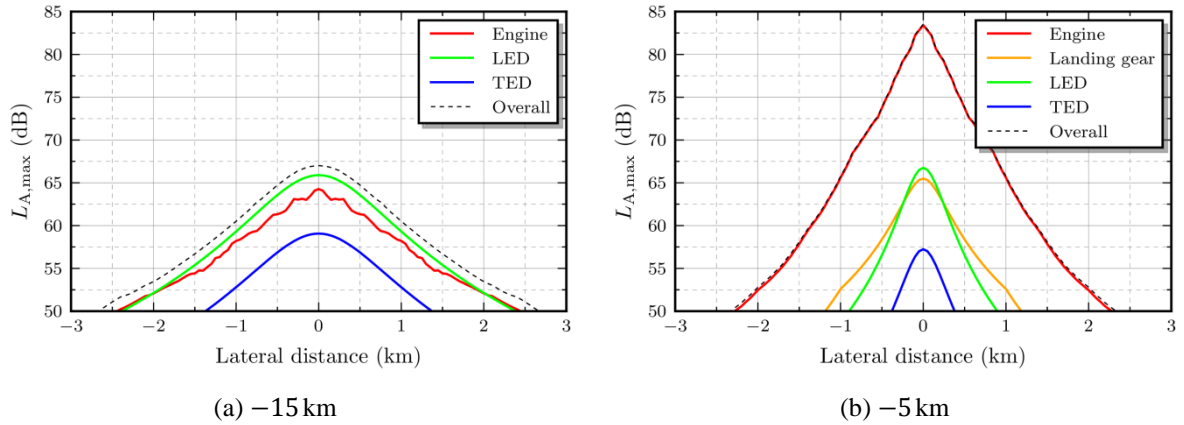 85
80
75
70
65
60
55
50
L_A,max (dB)
−3 −2 −1 0 1 2 3
Lateral distance (km)
Engine
LED
TED
Overall
(a) −15 km
85
80
75
70
65
60
55
50
L_A,max (dB)
−3 −2 −1 0 1 2 3
Lateral distance (km)
Engine
Landing gear
LED
TED
Overall
(b) −5 km